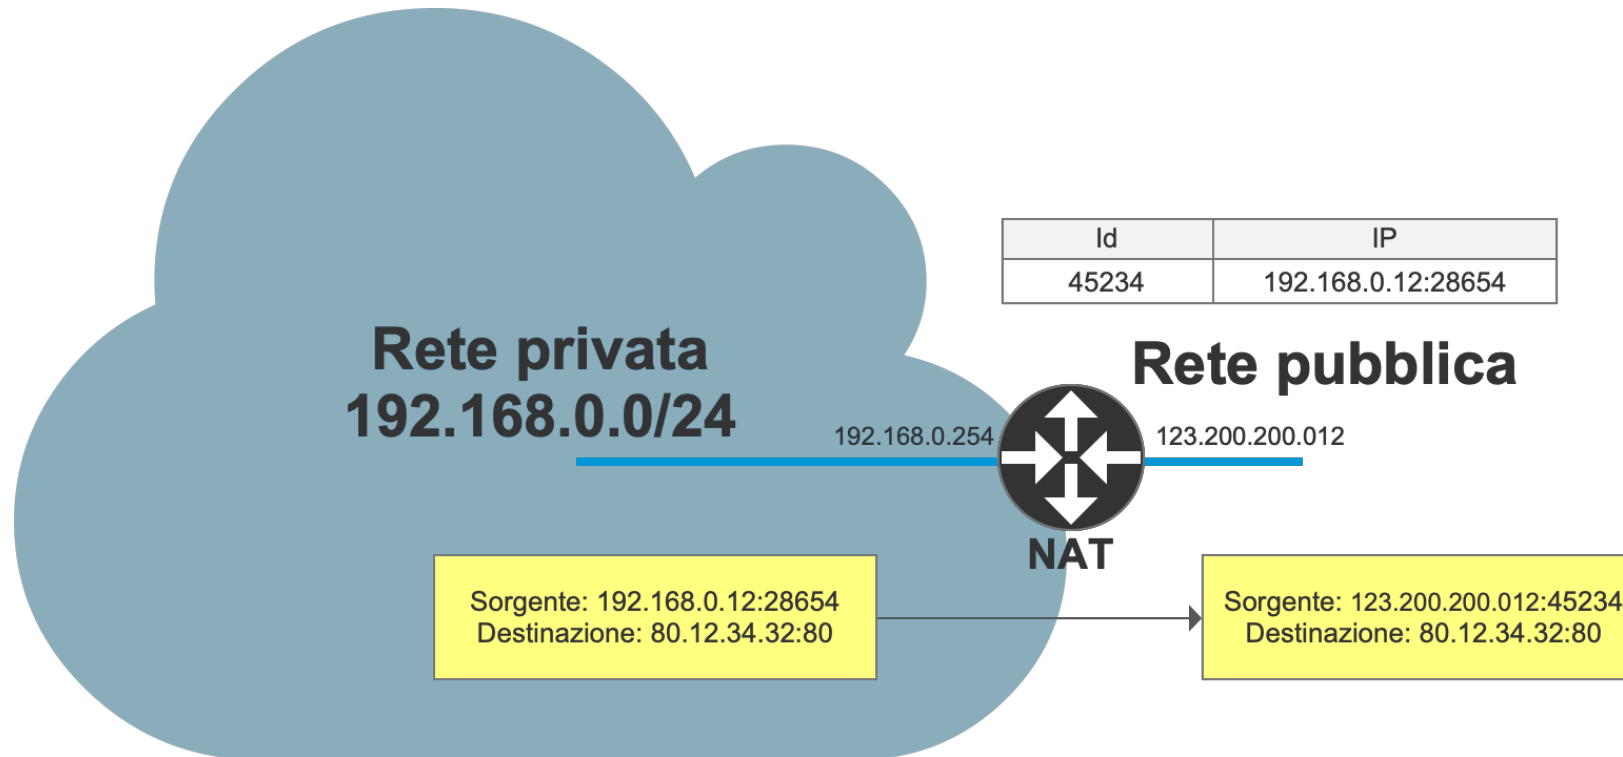 Id IP
45234 192.168.0.12:28654
Rete privata
192.168.0.0/24
Rete pubblica
192.168.0.254
123.200.200.012
NAT
Sorgente: 192.168.0.12:28654
Destinazione: 80.12.34.32:80
Sorgente: 123.200.200.012:45234
Destinazione: 80.12.34.32:80